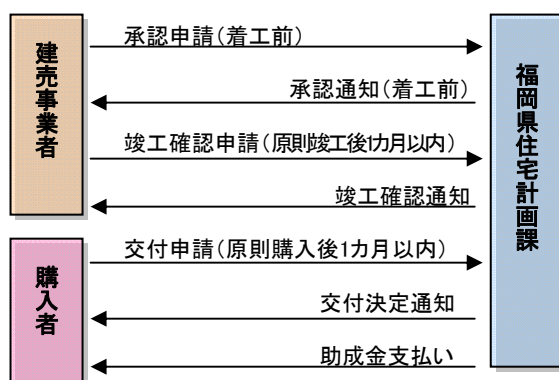 建売事業者
承認申請(着工前)
承認通知(着工前)
竣工確認申請(原則竣工後1カ月以内)
竣工確認通知
購入者
交付申請(原則購入後1カ月以内)
交付決定通知
助成金支払い
福岡県住宅計画課